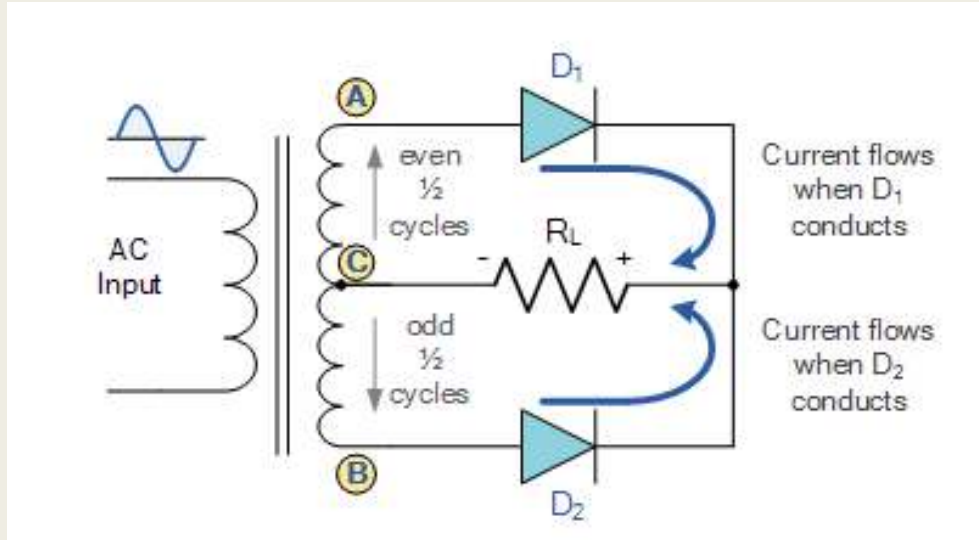 D₁
A
even
½
cycles
Current flows
when D₁
conducts
AC
Input
C
- RL +
odd
½
cycles
Current flows
when D₂
conducts
B
D₂